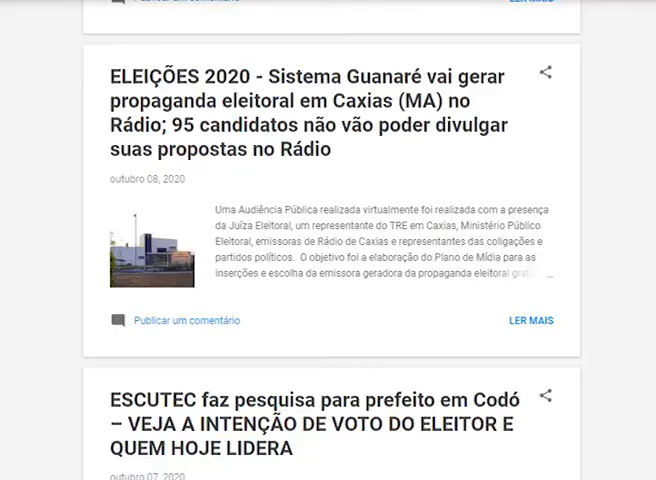 Publicar um comentário
LER MAIS
ELEIÇÕES 2020 - Sistema Guanaré vai gerar
propaganda eleitoral em Caxias (MA) no
Rádio; 95 candidatos não vão poder divulgar
suas propostas no Rádio
outubro 08, 2020
Uma Audiência Pública realizada virtualmente foi realizada com a presença
da Juíza Eleitoral, um representante do TRE em Caxias, Ministério Público
Eleitoral, emissoras de Rádio de Caxias e representantes das coligações e
partidos políticos. O objetivo foi a elaboração do Plano de Mídia para as
inserções e escolha da emissora geradora da propaganda eleitoral ...
Publicar um comentário
LER MAIS
ESCUTEC faz pesquisa para prefeito em Codó
– VEJA A INTENÇÃO DE VOTO DO ELEITOR E
QUEM HOJE LIDERA
outubro 07, 2020